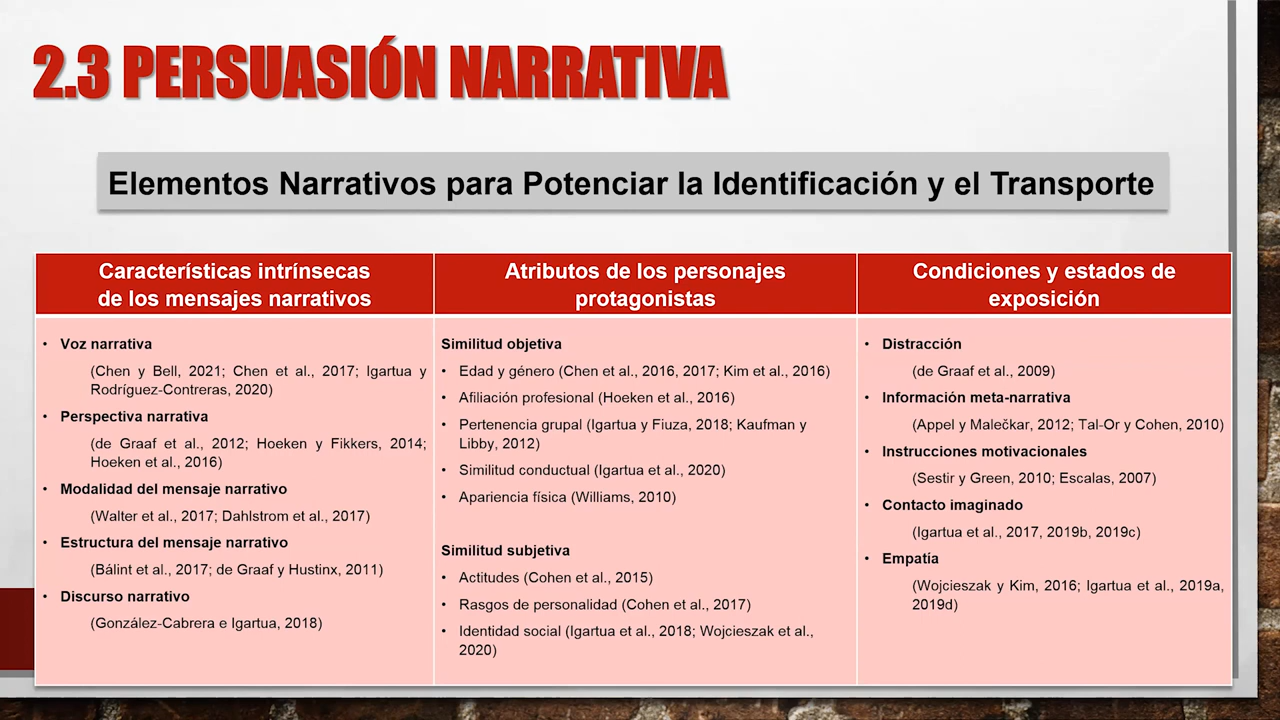 2.3 PERSUASIÓN NARRATIVA
Elementos Narrativos para Potenciar la Identificación y el Transporte
Características intrínsecas
de los mensajes narrativos
• Voz narrativa
(Chen y Bell, 2021; Chen et al., 2017; Igartua y
Rodríguez-Contreras, 2020)
• Perspectiva narrativa
(de Graaf et al., 2012; Hoeken y Fikkers, 2014;
Hoeken et al., 2016)
• Modalidad del mensaje narrativo
(Walter et al., 2017; Dahlstrom et al., 2017)
• Estructura del mensaje narrativo
(Bálint et al., 2017; de Graaf y Hustinx, 2011)
• Discurso narrativo
(González-Cabrera e Igartua, 2018)
Atributos de los personajes
protagonistas
Similitud objetiva
• Edad y género (Chen et al., 2016, 2017; Kim et al., 2016)
• Afiliación profesional (Hoeken et al., 2016)
• Pertenencia grupal (Igartua y Fiuza, 2018; Kaufman y
Libby, 2012)
• Similitud conductual (Igartua et al., 2020)
• Apariencia física (Williams, 2010)
Similitud subjetiva
• Actitudes (Cohen et al., 2015)
• Rasgos de personalidad (Cohen et al., 2017)
• Identidad social (Igartua et al., 2018; Wojcieszak et al.,
2020)
Condiciones y estados de
exposición
• Distracción
(de Graaf et al., 2009)
• Información meta-narrativa
(Appel y Malečkar, 2012; Tal-Or y Cohen, 2010)
• Instrucciones motivacionales
(Sestir y Green, 2010; Escalas, 2007)
• Contacto imaginado
(Igartua et al., 2017, 2019b, 2019c)
• Empatía
(Wojcieszak y Kim, 2016; Igartua et al., 2019a,
2019d)